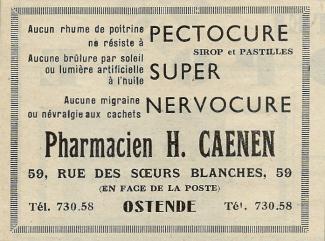 Aucun rhume de poitrine
ne résiste à PECTOCURE
SIROP et PASTILLES
Aucune brûlure par soleil
ou lumière artificielle SUPER
à l'huile
Aucune migraine
ou névralgie aux cachets NERVOCURE
Pharmacien H. CAENEN
59, RUE DES SŒURS BLANCHES, 59
(EN FACE DE LA POSTE)
Tél. 730.58 OSTENDE Tél. 730.58